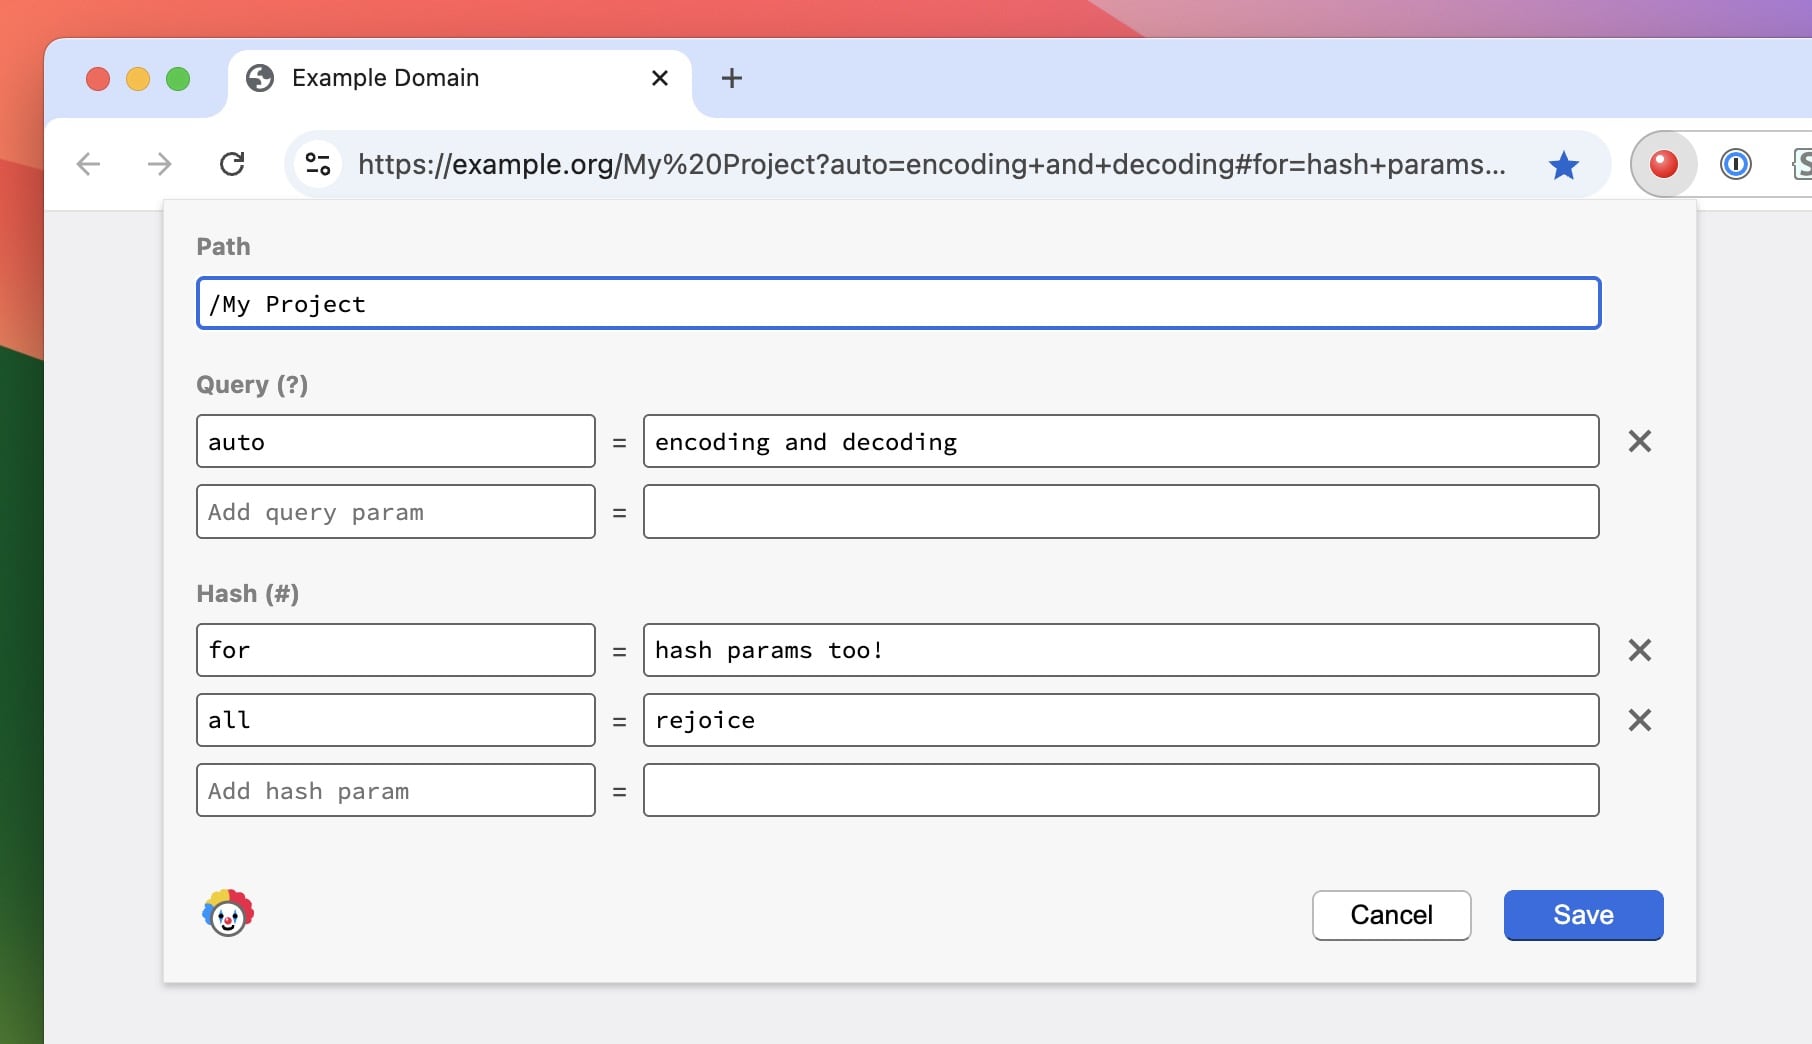 Example Domain
https://example.org/My%20Project?auto=encoding+and+decoding#for=hash+params...
Path
/My Project
Query (?)
auto = encoding and decoding
Add query param =
Hash (#)
for = hash params too!
all = rejoice
Add hash param =
Cancel Save